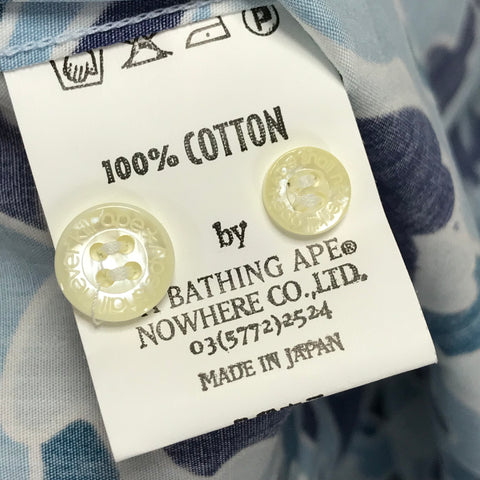 P
100% COTTON
by
A BATHING APE®
NOWHERE CO.,LTD.
03(5772)2524
MADE IN JAPAN